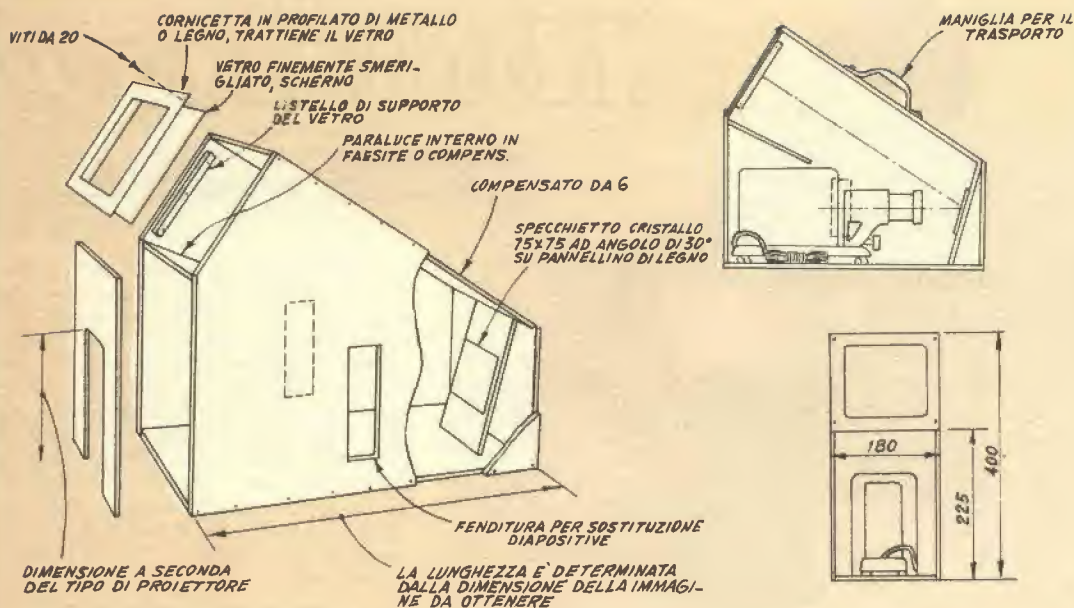 VITI DA 20
CORNICETTA IN PROFILATO DI METALLO
O LEGNO, TRATTIENE IL VETRO
VETRO FINEMENTE SMERI-
GLIATO, SCHERNO
LISTELLO DI SUPPORTO
DEL VETRO
PARALUCE INTERNO IN
FAESITE O COMPENS.
COMPENSATO DA 6
SPECCHIETTO CRISTALLO
75X75 AD ANGOLO DI 30°
SU PANNELLINO DI LEGNO
MANIGLIA PER IL
TRASPORTO
180
225
400
FENDITURA PER SOSTITUZIONE
DIAPOSITIVE
DIMENSIONE A SECONDA
DEL TIPO DI PROIETTORE
LA LUNGHEZZA E' DETERMINATA
DALLA DIMENSIONE DELLA IMMAGI-
NE DA OTTENERE